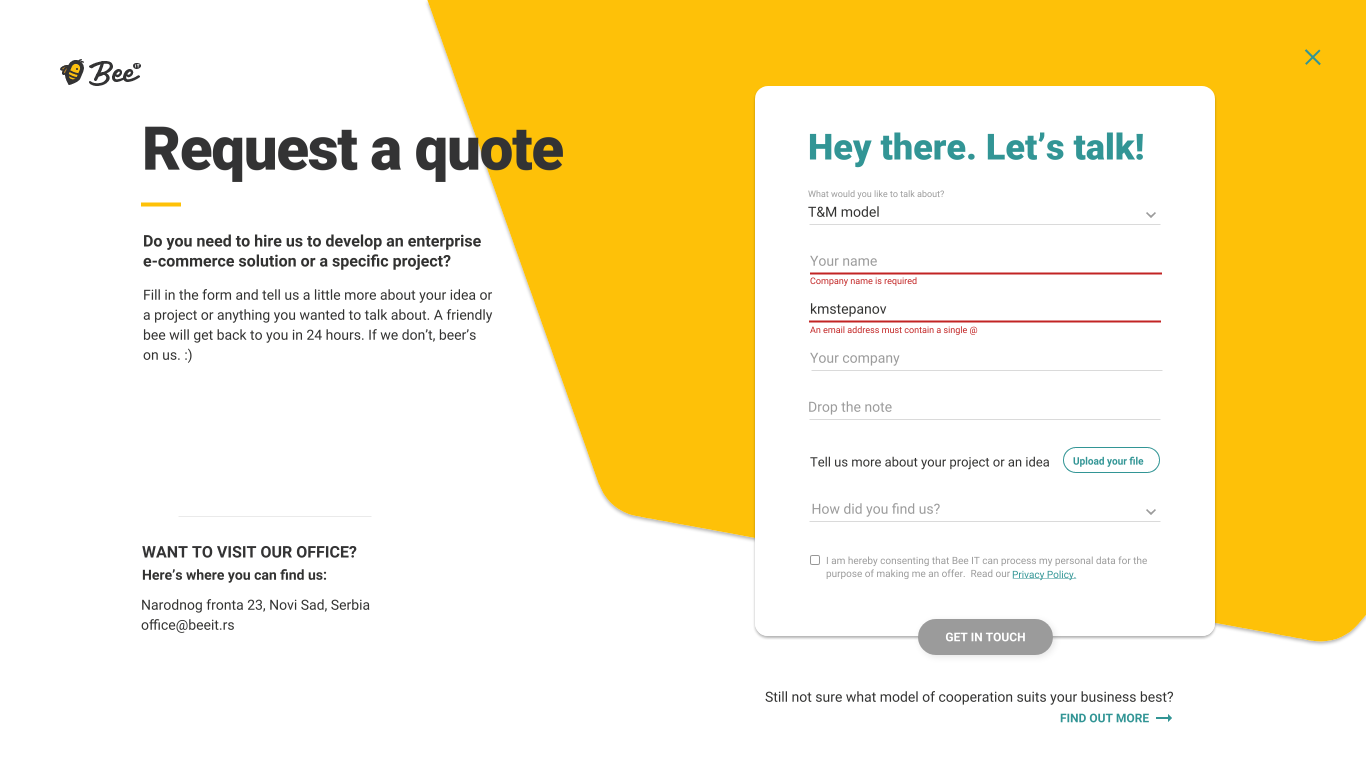 Bee IT
Request a quote
Do you need to hire us to develop an enterprise
e-commerce solution or a specific project?
Fill in the form and tell us a little more about your idea or
a project or anything you wanted to talk about. A friendly
bee will get back to you in 24 hours. If we don’t, beer’s
on us. :)
WANT TO VISIT OUR OFFICE?
Here’s where you can find us:
Narodnog fronta 23, Novi Sad, Serbia
office@beeit.rs
Hey there. Let’s talk!
What would you like to talk about?
T&M model
Your name
Company name is required
kmstepanov
An email address must contain a single @
Your company
Drop the note
Tell us more about your project or an idea
Upload your file
How did you find us?
I am hereby consenting that Bee IT can process my personal data for the
purpose of making me an offer. Read our Privacy Policy.
GET IN TOUCH
Still not sure what model of cooperation suits your business best?
FIND OUT MORE